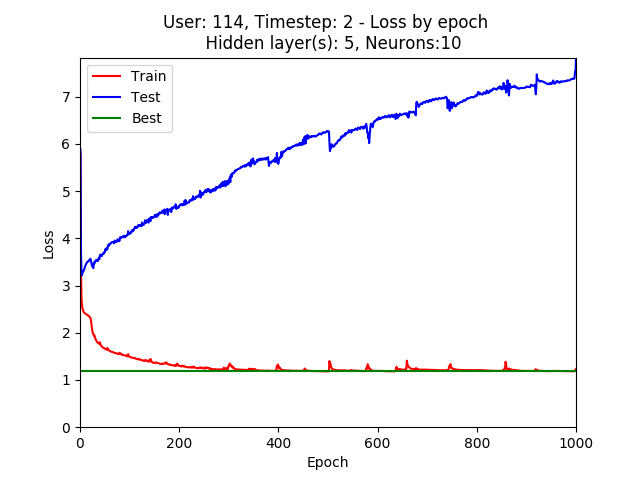 User: 114, Timestep: 2 - Loss by epoch
Hidden layer(s): 5, Neurons:10
Train
Test
Best
7
6
5
4
3
2
1
0
Loss
0 200 400 600 800 1000
Epoch